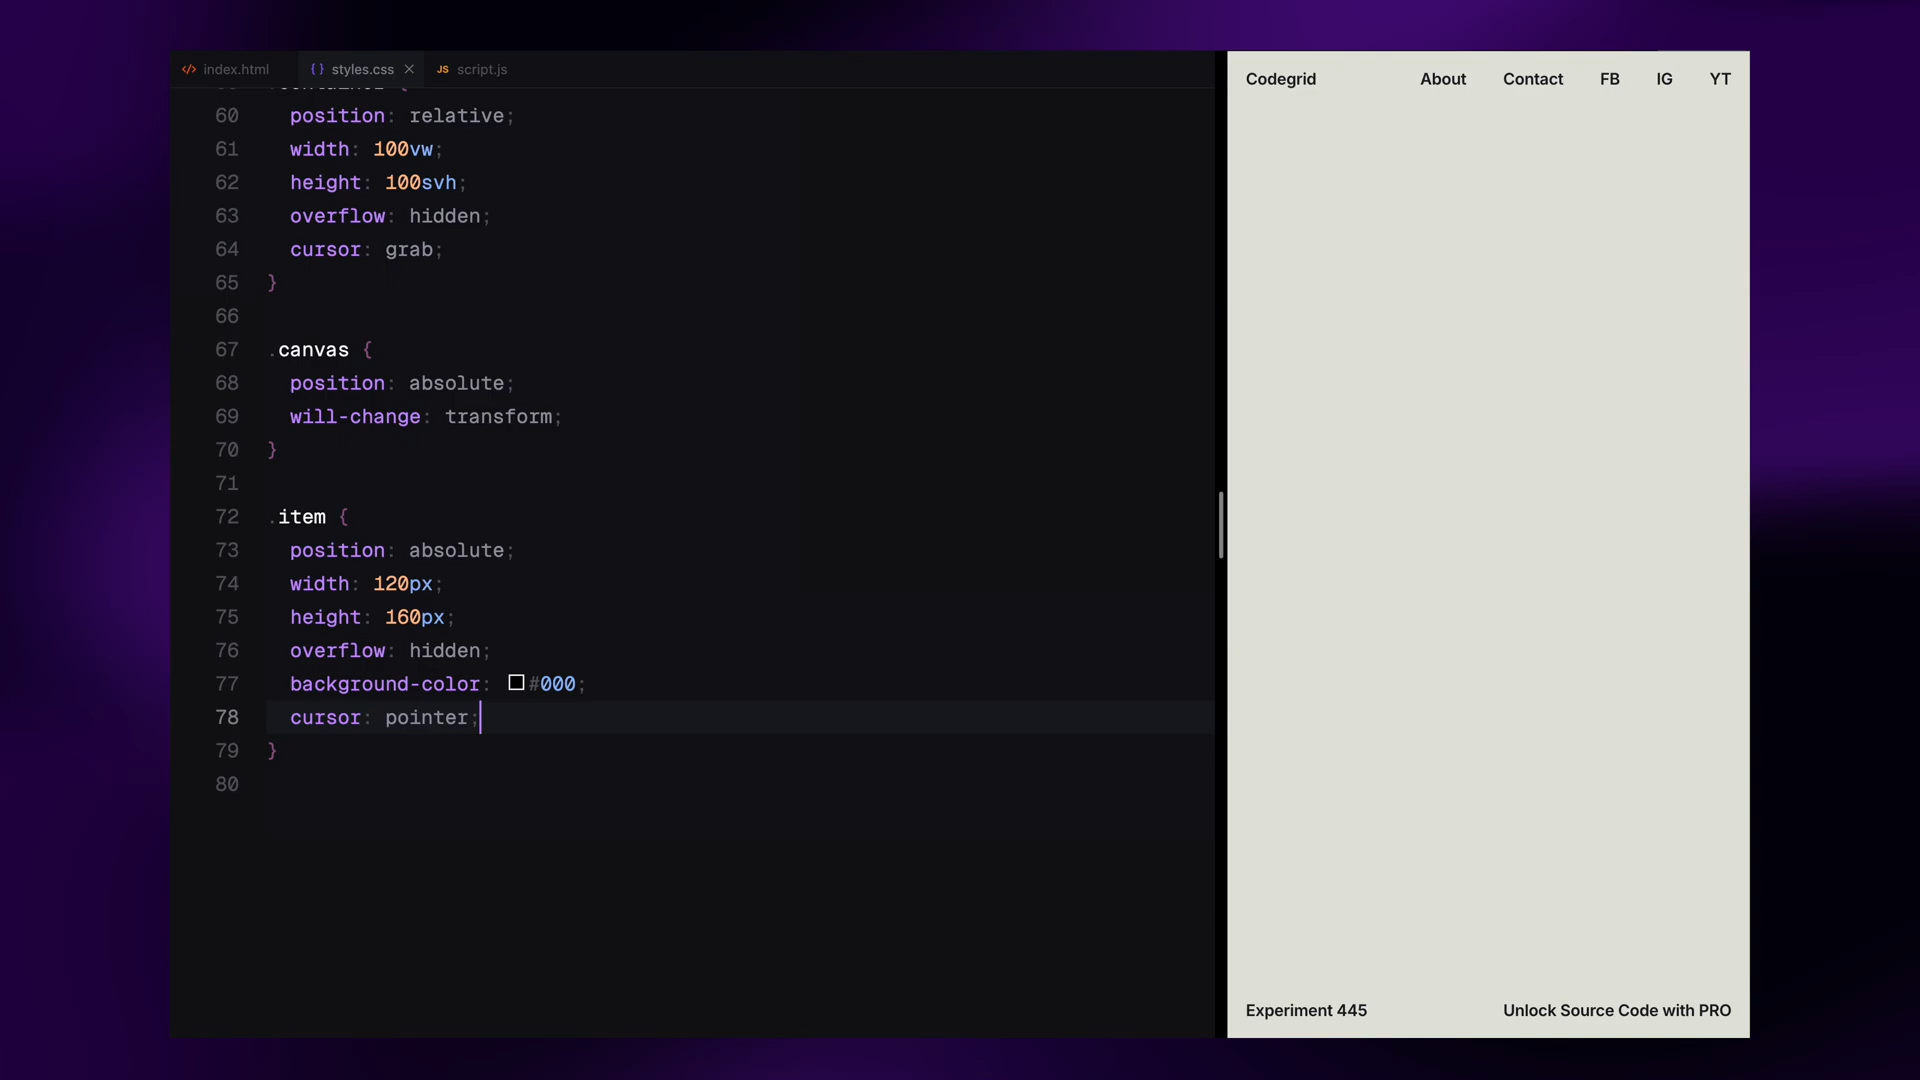 index.html
styles.css
JS script.js
.container {
60 position: relative;
61 width: 100vw;
62 height: 100svh;
63 overflow: hidden;
64 cursor: grab;
65 }
66
67 .canvas {
68 position: absolute;
69 will-change: transform;
70 }
71
72 .item {
73 position: absolute;
74 width: 120px;
75 height: 160px;
76 overflow: hidden;
77 background-color: #000;
78 cursor: pointer;
79 }
80
Codegrid
About
Contact
FB
IG
YT
Experiment 445
Unlock Source Code with PRO